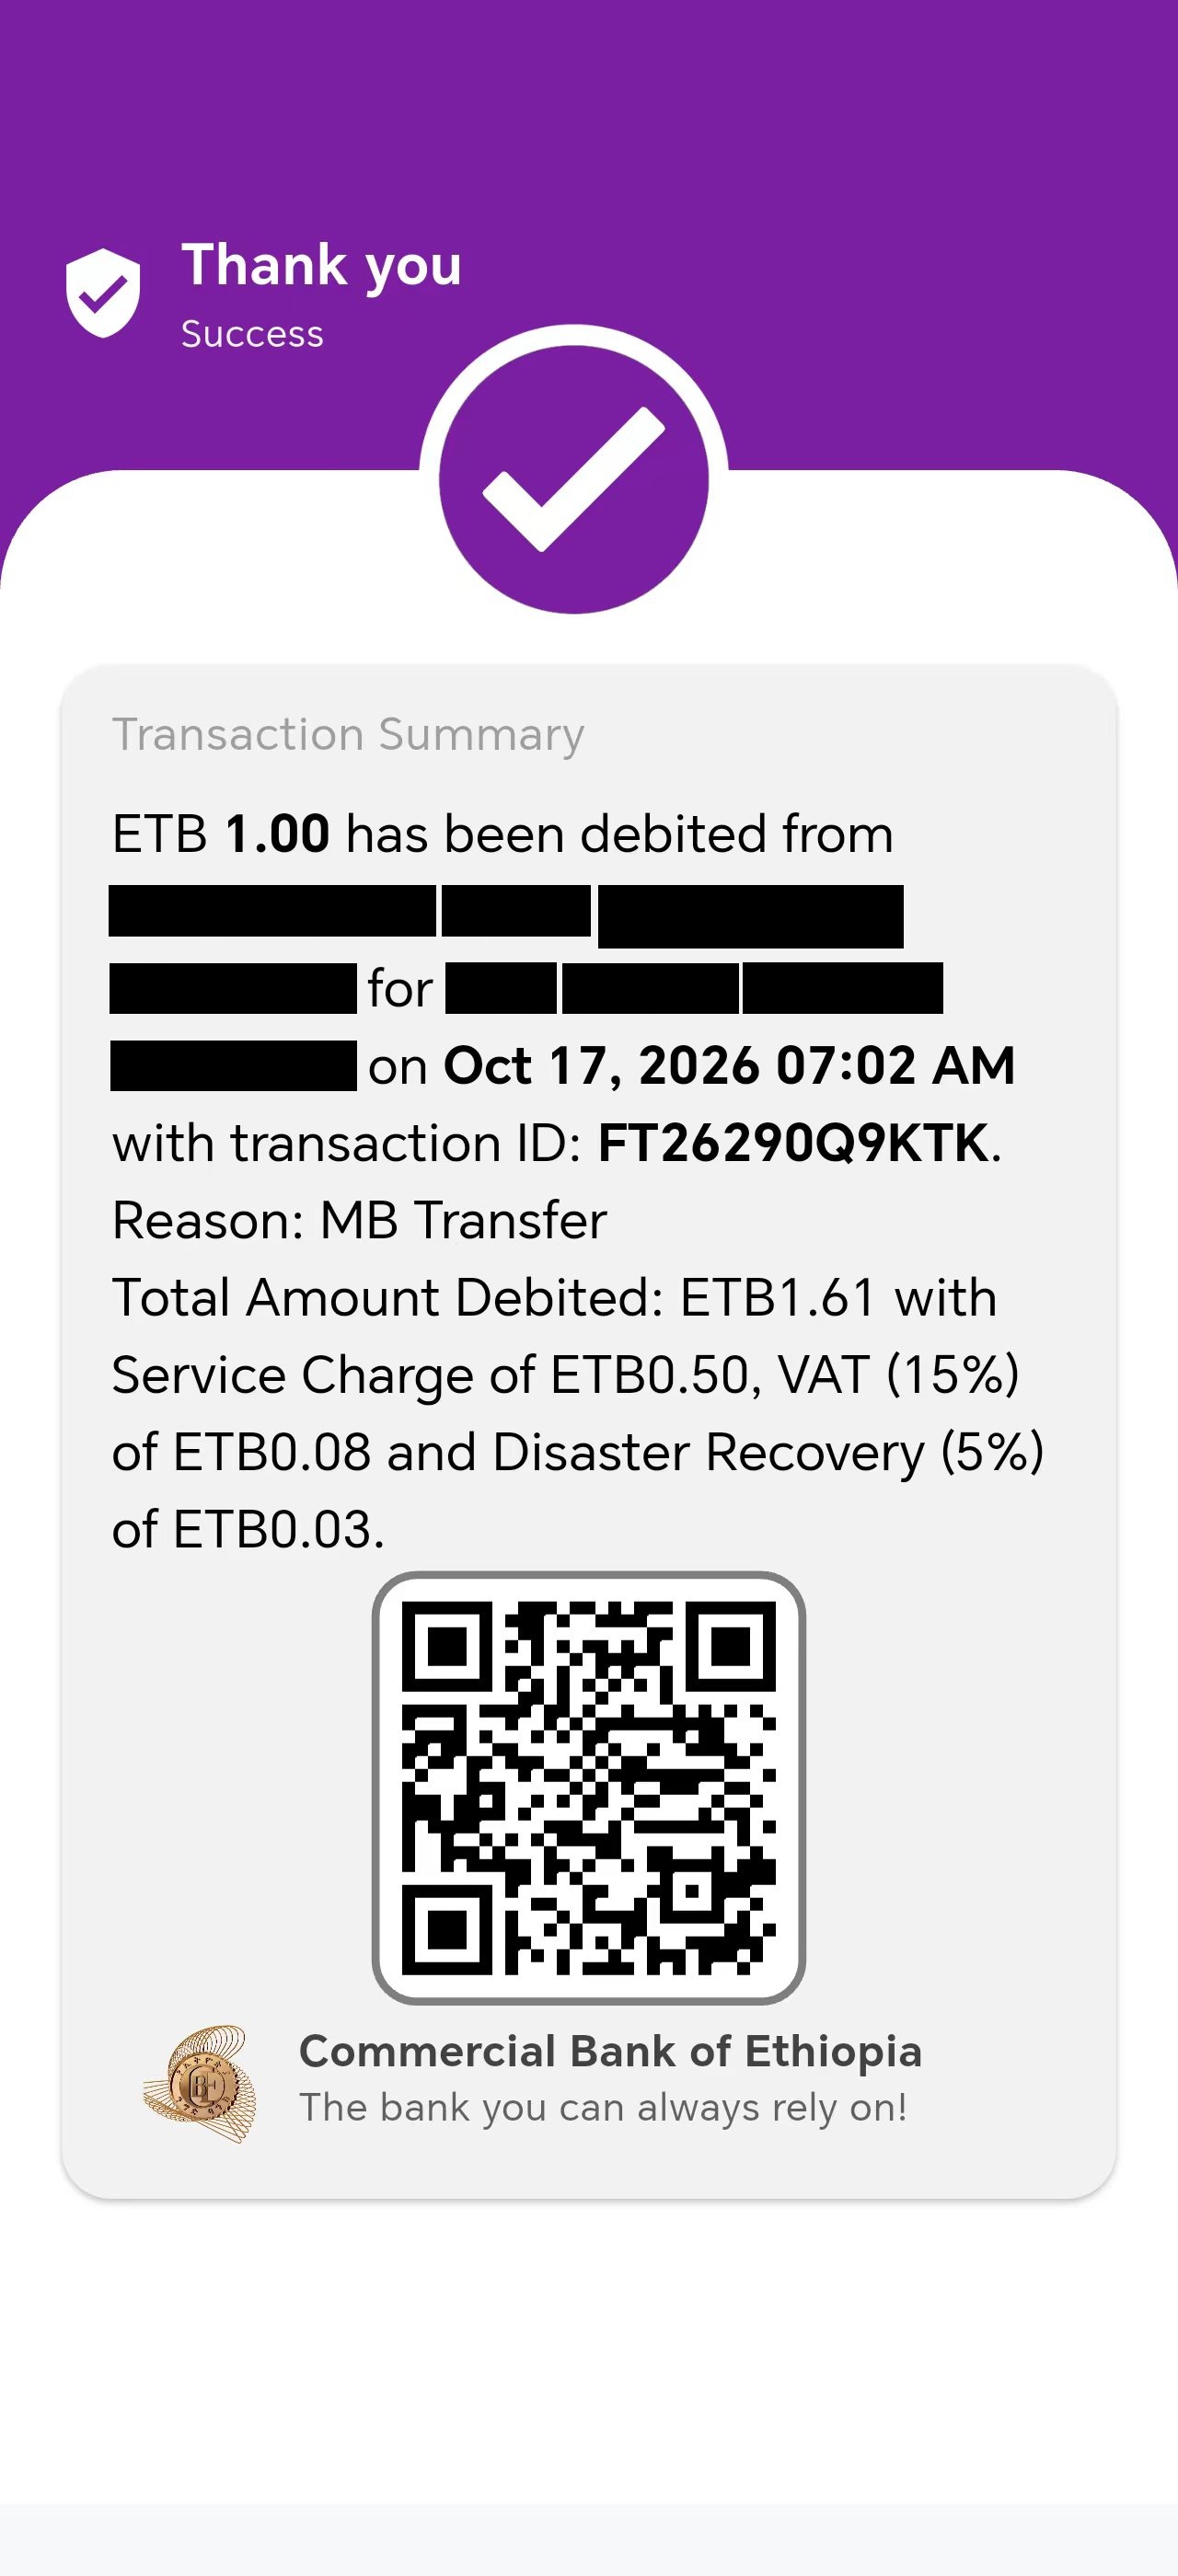 Thank you
Success
Transaction Summary
ETB 1.00 has been debited from
for
on Oct 17, 2026 07:02 AM
with transaction ID: FT26290Q9KTK.
Reason: MB Transfer
Total Amount Debited: ETB1.61 with
Service Charge of ETB0.50, VAT (15%)
of ETB0.08 and Disaster Recovery (5%)
of ETB0.03.
Commercial Bank of Ethiopia
The bank you can always rely on!